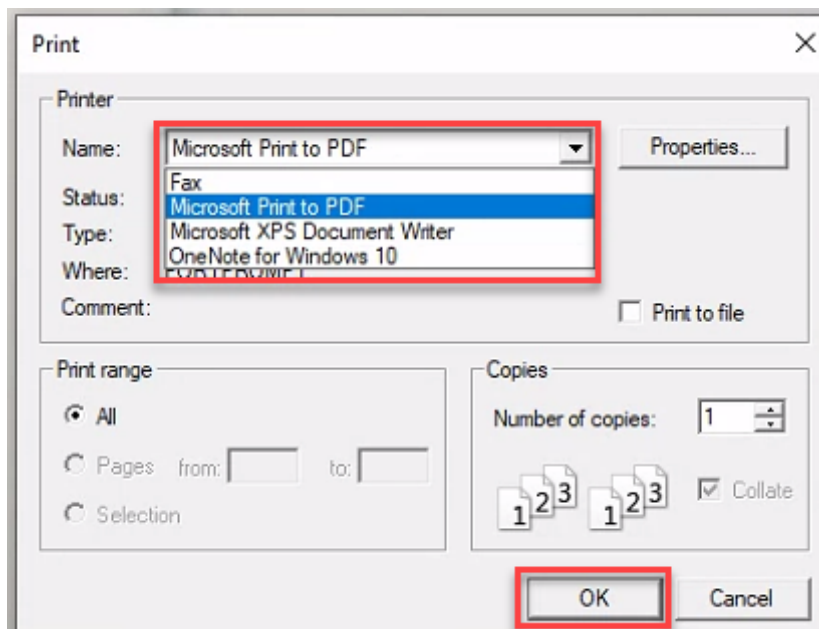 Print
Printer
Name: Microsoft Print to PDF Properties...
Fax
Status: Microsoft Print to PDF
Type: Microsoft XPS Document Writer
OneNote for Windows 10
Where:
Comment: Print to file
Print range Copies
All Number of copies: 1
Pages from: to:
1 2 3 1 2 3 Collate
Selection
OK Cancel